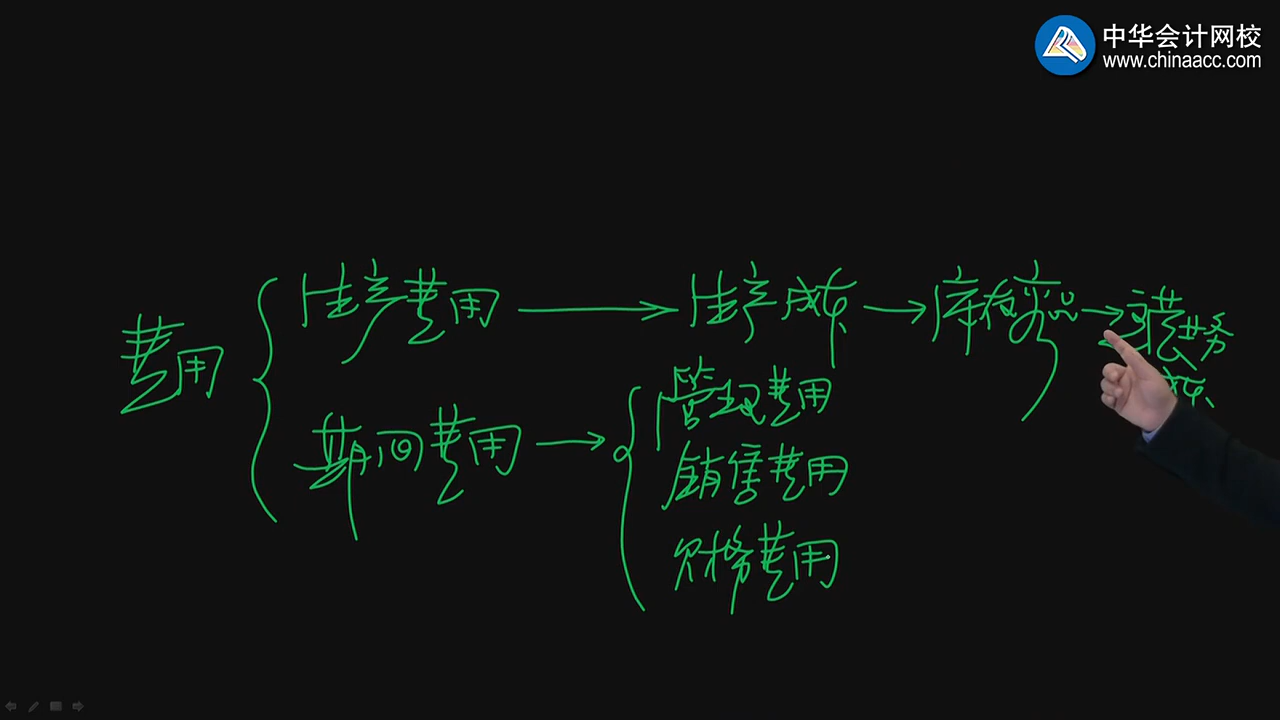 中华会计网校
www.chinaacc.com
费用
生产费用 → 生产成本 → 库存商品 → 主营业务
成本
期间费用 →
管理费用
销售费用
财务费用